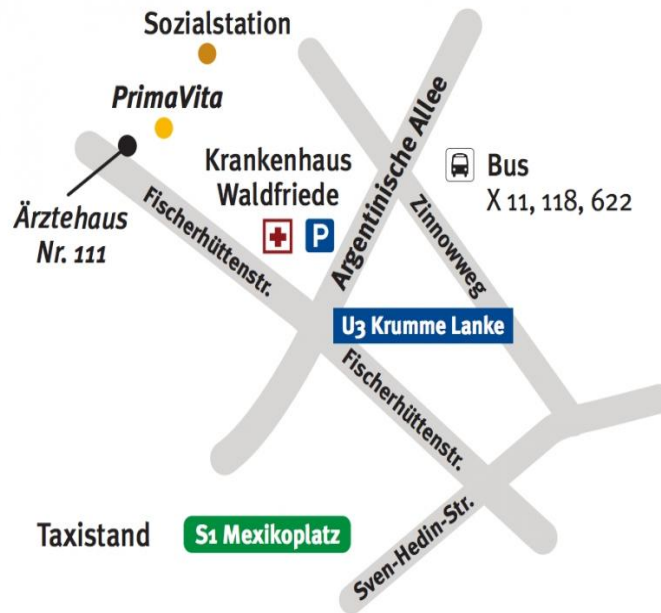 Sozialstation
PrimaVita
Ärztehaus
Nr. 111
Fischerhüttenstr.
Krankenhaus
Waldfriede
P
Argentinische Allee
Bus
X 11, 118, 622
Zinnowweg
U3 Krumme Lanke
Fischerhüttenstr.
Sven-Hedin-Str.
Taxistand
S1 Mexikoplatz